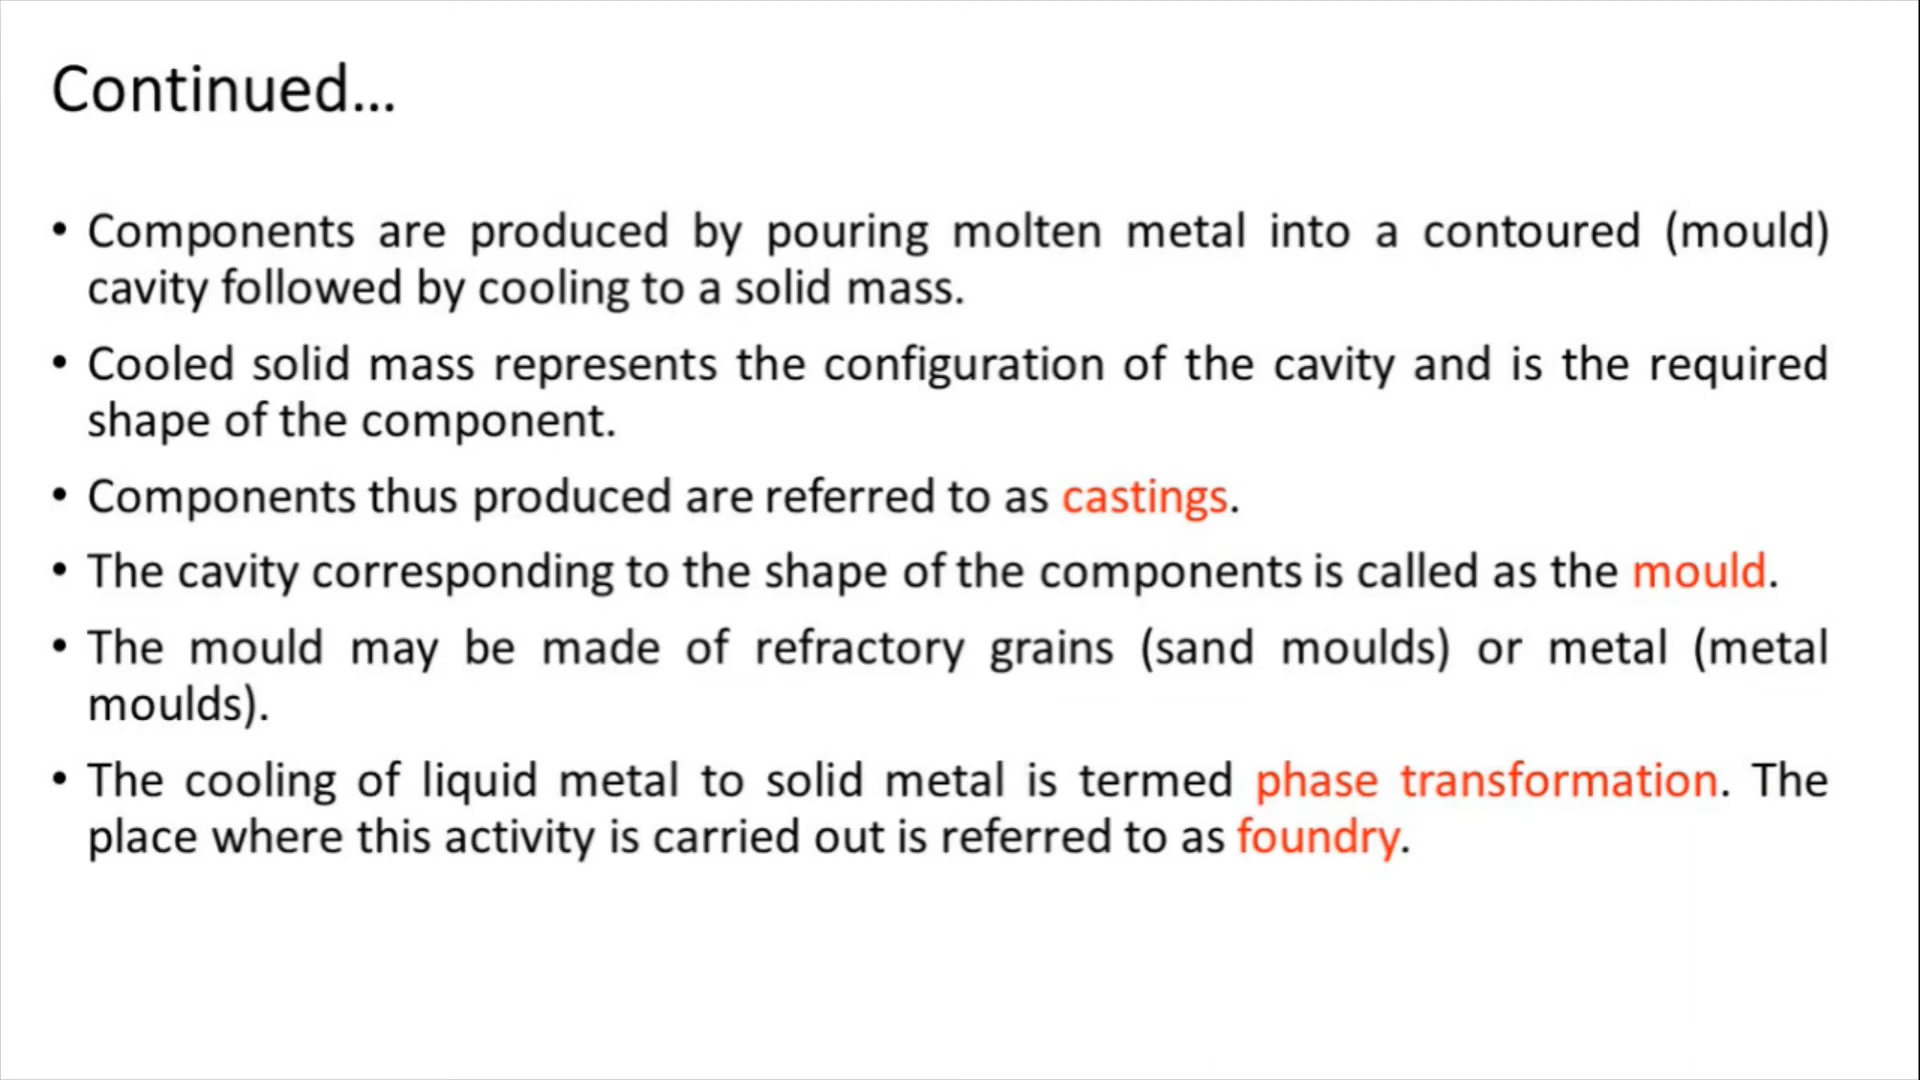 Continued...
• Components are produced by pouring molten metal into a contoured (mould)
cavity followed by cooling to a solid mass.
• Cooled solid mass represents the configuration of the cavity and is the required
shape of the component.
• Components thus produced are referred to as castings.
• The cavity corresponding to the shape of the components is called as the mould.
• The mould may be made of refractory grains (sand moulds) or metal (metal
moulds).
• The cooling of liquid metal to solid metal is termed phase transformation. The
place where this activity is carried out is referred to as foundry.